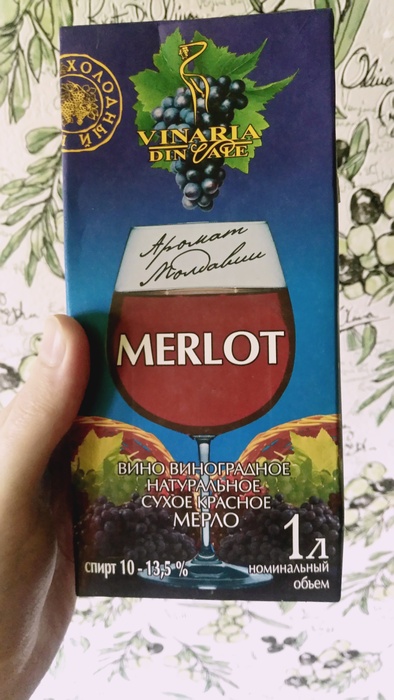 ХОЛОДНЫЙ
VINARIA
DIN VALE
Аромат
Молдавии
MERLOT
ВИНО ВИНОГРАДНОЕ
НАТУРАЛЬНОЕ
СУХОЕ КРАСНОЕ
МЕРЛО
1л
номинальный
объем
спирт 10 - 13,5 %